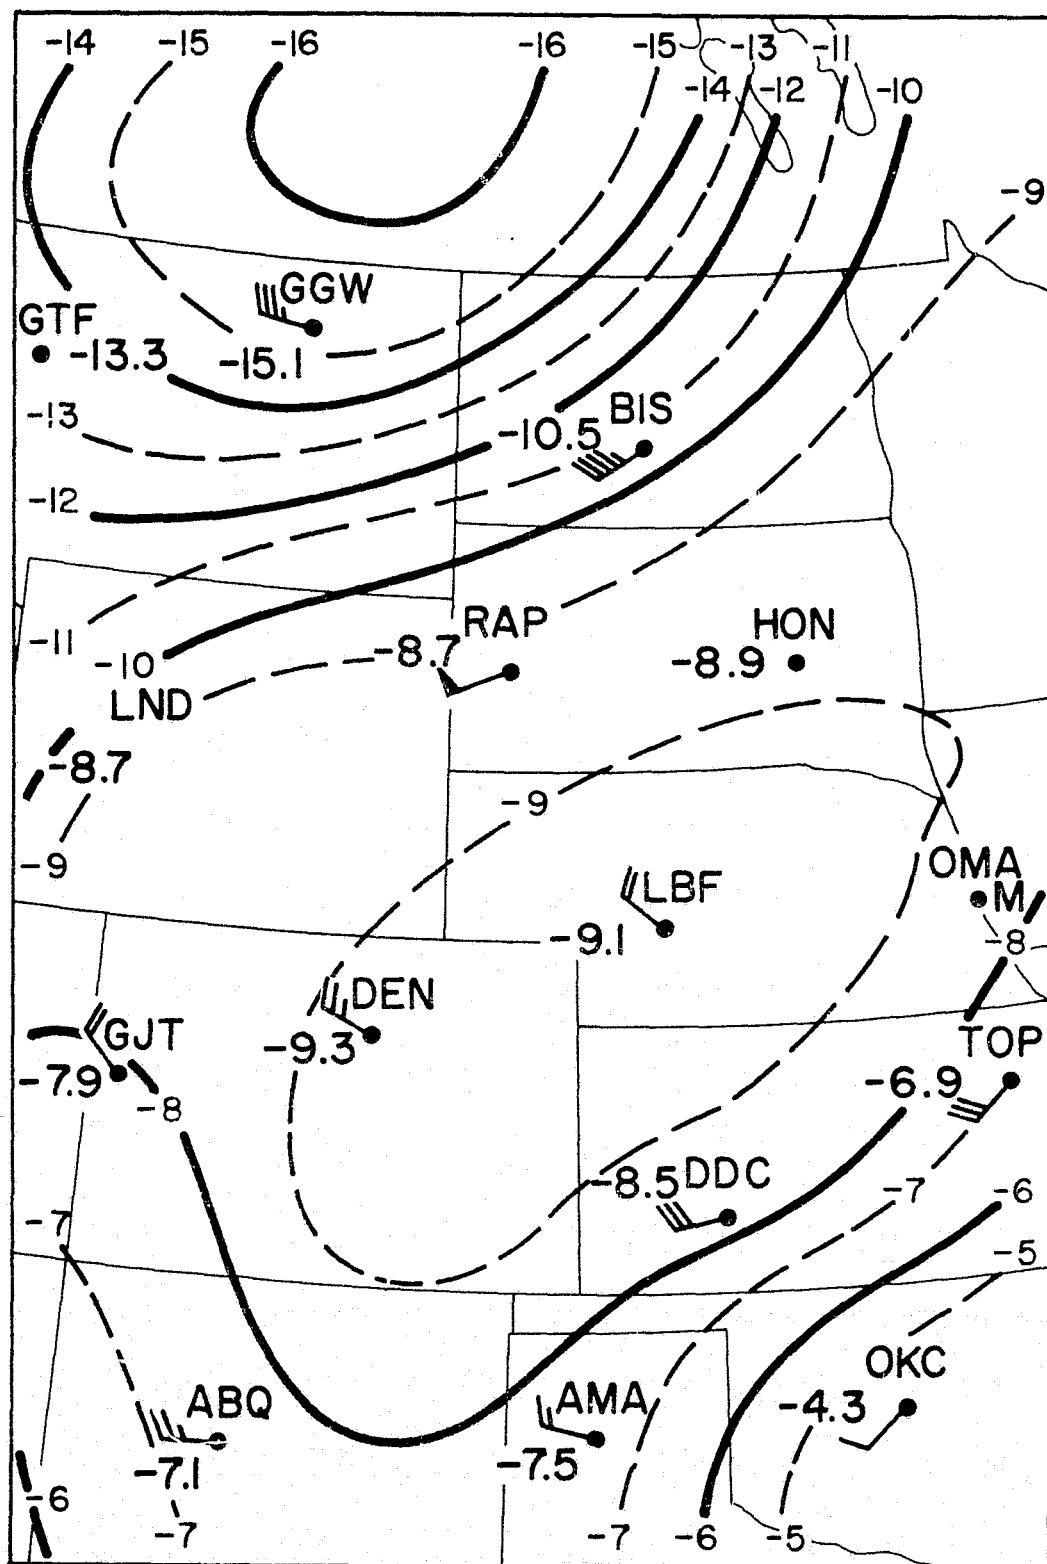 -14 -15 -16 -16 -15 -13 -11
-14 -12 -10
-9
GGW
GTF
-13.3 -15.1
-13 BIS
-10.5
-12
RAP HON
-11 -10 -8.7 -8.9
LND
-8.7
-9
-9
OMA
LBF M
-9.1 -8
DEN
GJT -9.3 TOP
-7.9 -6.9
-8
-8.5 DDC -7 -6
-7
-5
OKC
ABQ AMA -4.3
-7.1 -7.5
-6
-7 -7 -6 -5